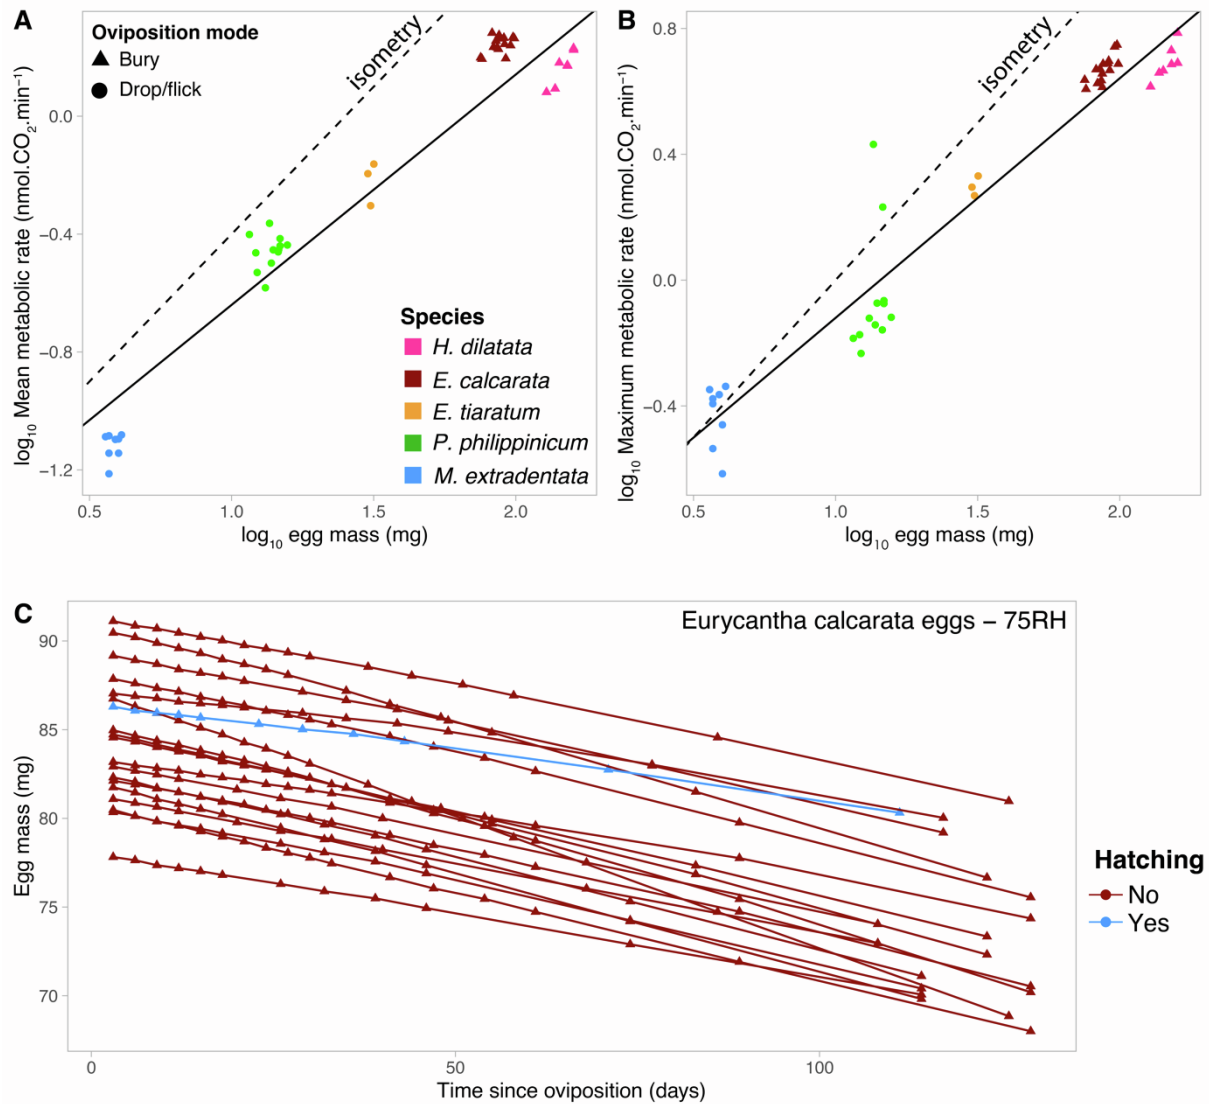 A
Oviposition mode
Bury
Drop/flick
isometry
0.0
−0.4
−0.8
−1.2
log10 Mean metabolic rate (nmol.CO2.min−1)
Species
H. dilatata
E. calcarata
E. tiaratum
P. philippinicum
M. extradentata
0.5 1.0 1.5 2.0
log10 egg mass (mg)
B
isometry
0.8
0.4
0.0
−0.4
log10 Maximum metabolic rate (nmol.CO2.min−1)
0.5 1.0 1.5 2.0
log10 egg mass (mg)
C
Eurycantha calcarata eggs − 75RH
90
85
80
75
70
Egg mass (mg)
0 50 100
Time since oviposition (days)
Hatching
No
Yes